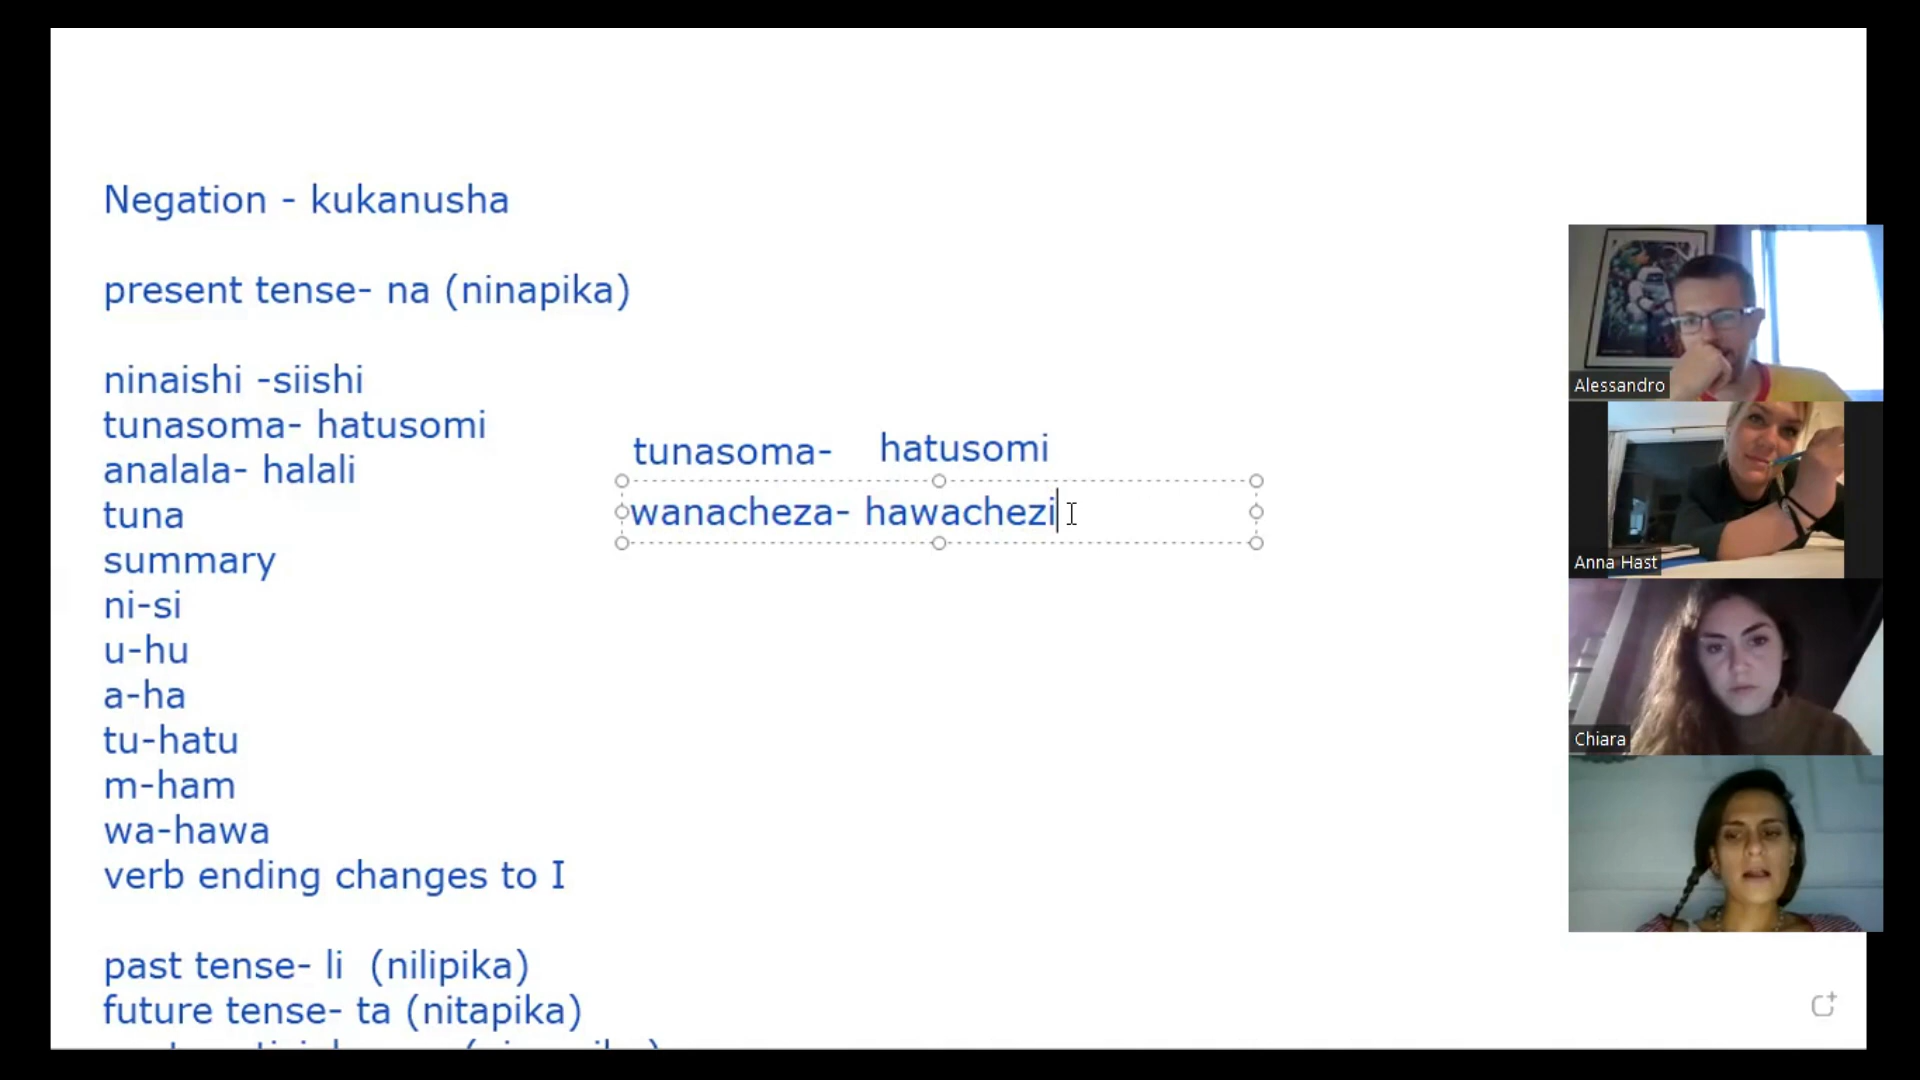 Negation - kukanusha
present tense- na (ninapika)
ninaishi -siishi
tunasoma- hatusomi
analala- halali
tuna
summary
ni-si
u-hu
a-ha
tu-hatu
m-ham
wa-hawa
verb ending changes to I
past tense- li (nilipika)
future tense- ta (nitapika)
tunasoma- hatusomi
wanacheza- hawachezi
Alessandro
Anna Hast
Chiara